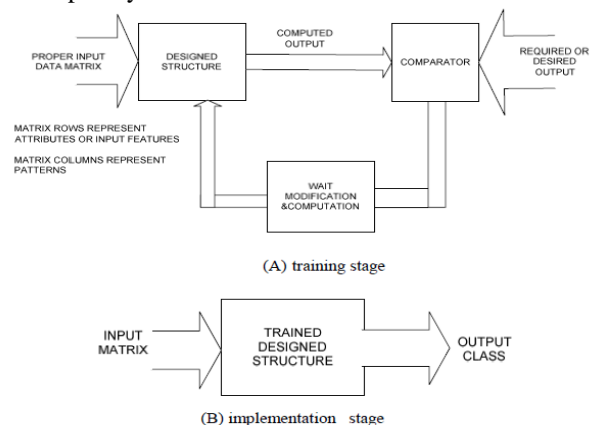 COMPUTED
OUTPUT
PROPER INPUT
DATA MATRIX
DESIGNED
STRUCTURE
COMPARATOR
REQUIRED OR
DESIRED
OUTPUT
MATRIX ROWS REPRESENT
ATTRIBUTES OR INPUT FEATURES
MATRIX COLUMNS REPRESENT
PATTERNS
WAIT
MODIFICATION
&COMPUTATION
(A) training stage
INPUT
MATRIX
TRAINED
DESIGNED
STRUCTURE
OUTPUT
CLASS
(B) implementation stage